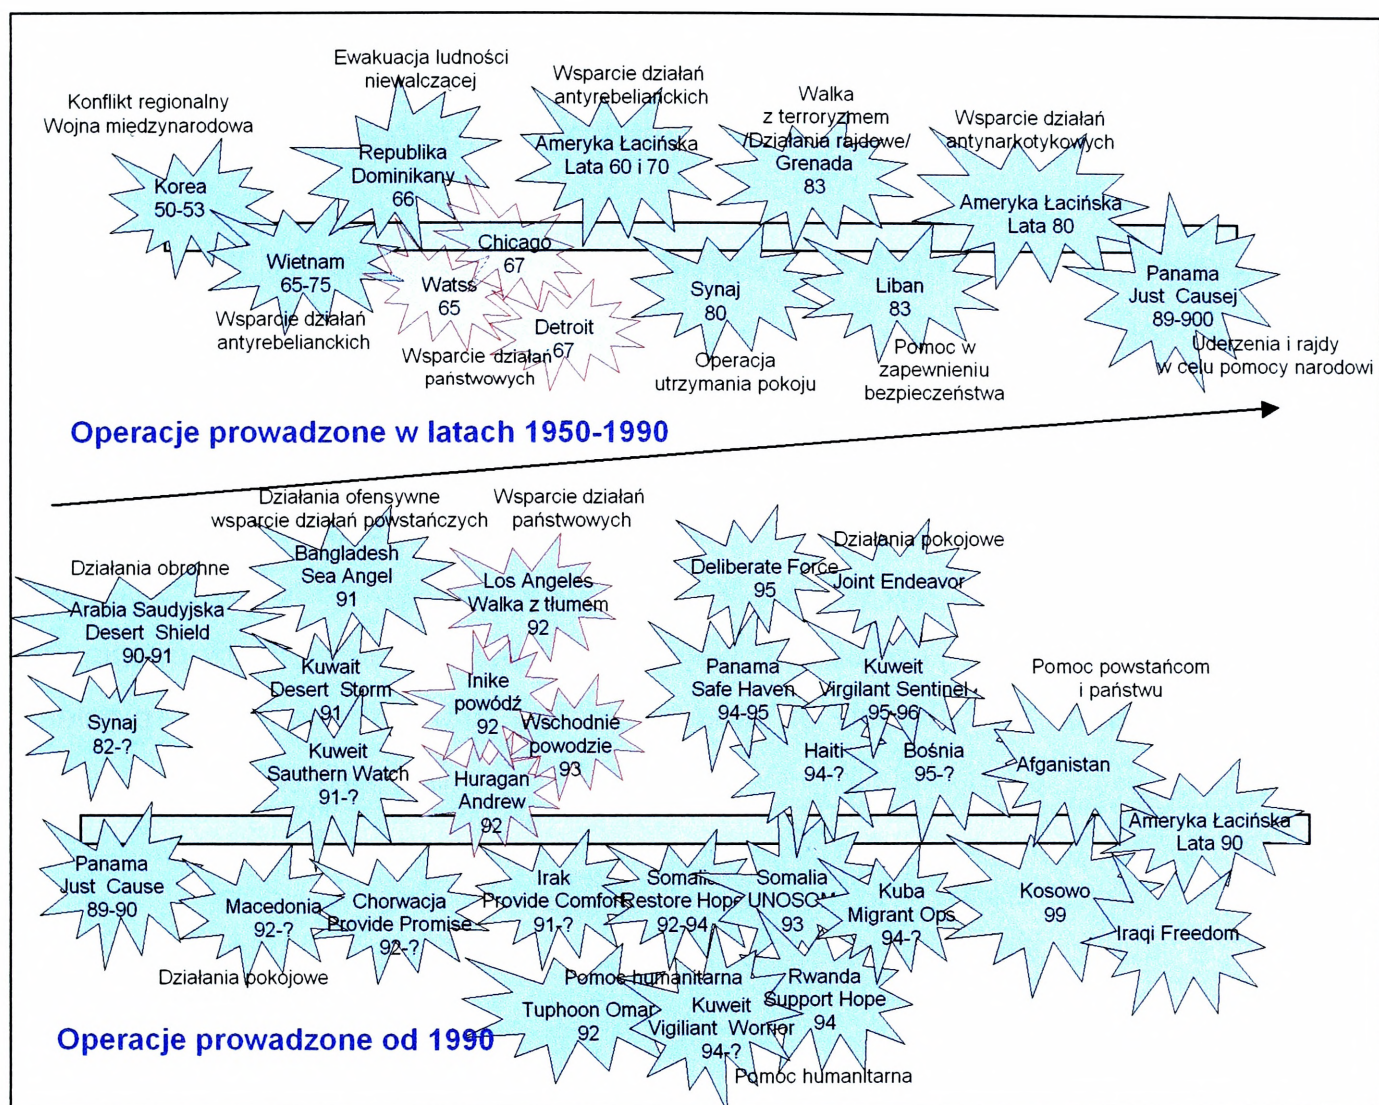 Konflikt regionalny
Wojna międzynarodowa
Ewakuacja ludności
niewalczącej
Wsparcie działań
antyrebelianckich
Walka
z terroryzmem
/Działania rajdowe/
Wsparcie działań
antynarkotykowych
Korea
50-53
Republika
Dominikany
66
Ameryka Łacińska
Lata 60 i 70
Grenada
83
Ameryka Łacińska
Lata 80
Wietnam
65-75
Watss
65
Chicago
67
Detroit
67
Synaj
80
Liban
83
Panama
Just Causej
89-900
Wsparcie działań
antyrebelianckich
Wsparcie działań
państwowych
Operacja
utrzymania pokoju
Pomoc w
zapewnieniu
bezpieczeństwa
Uderzenia i rajdy
w celu pomocy narodowi
Operacje prowadzone w latach 1950-1990
Działania ofensywne
wsparcie działań powstańczych
Wsparcie działań
państwowych
Działania obronne
Działania pokojowe
Bangladesh
Sea Angel
91
Los Angeles
Walka z tłumem
92
Deliberate Force
95
Joint Endeavor
Arabia Saudyjska
Desert Shield
90-91
Kuwait
Desert Storm
91
Inike
powódź
92
Panama
Safe Haven
94-95
Kuweit
Virgilant Sentinel
95-96
Pomoc powstańcom
i państwu
Synaj
82-?
Kuweit
Sauthern Watch
91-?
Wschodnie
powodzie
93
Huragan
Andrew
92
Haiti
94-?
Bośnia
95-?
Afganistan
Ameryka Łacińska
Lata 90
Panama
Just Cause
89-90
Macedonia
92-?
Chorwacja
Provide Promise
92-?
Irak
Provide Comfort
91-?
Somalia
Restore Hope
92-94
Somalia
UNOSOM
93
Kuba
Migrant Ops
94-?
Kosowo
99
Iraqi Freedom
Działania pokojowe
Pomoc humanitarna
Tuphoon Omar
92
Kuweit
Vigiliant Worrior
94-?
Rwanda
Support Hope
94
Operacje prowadzone od 1990
Pomoc humanitarna